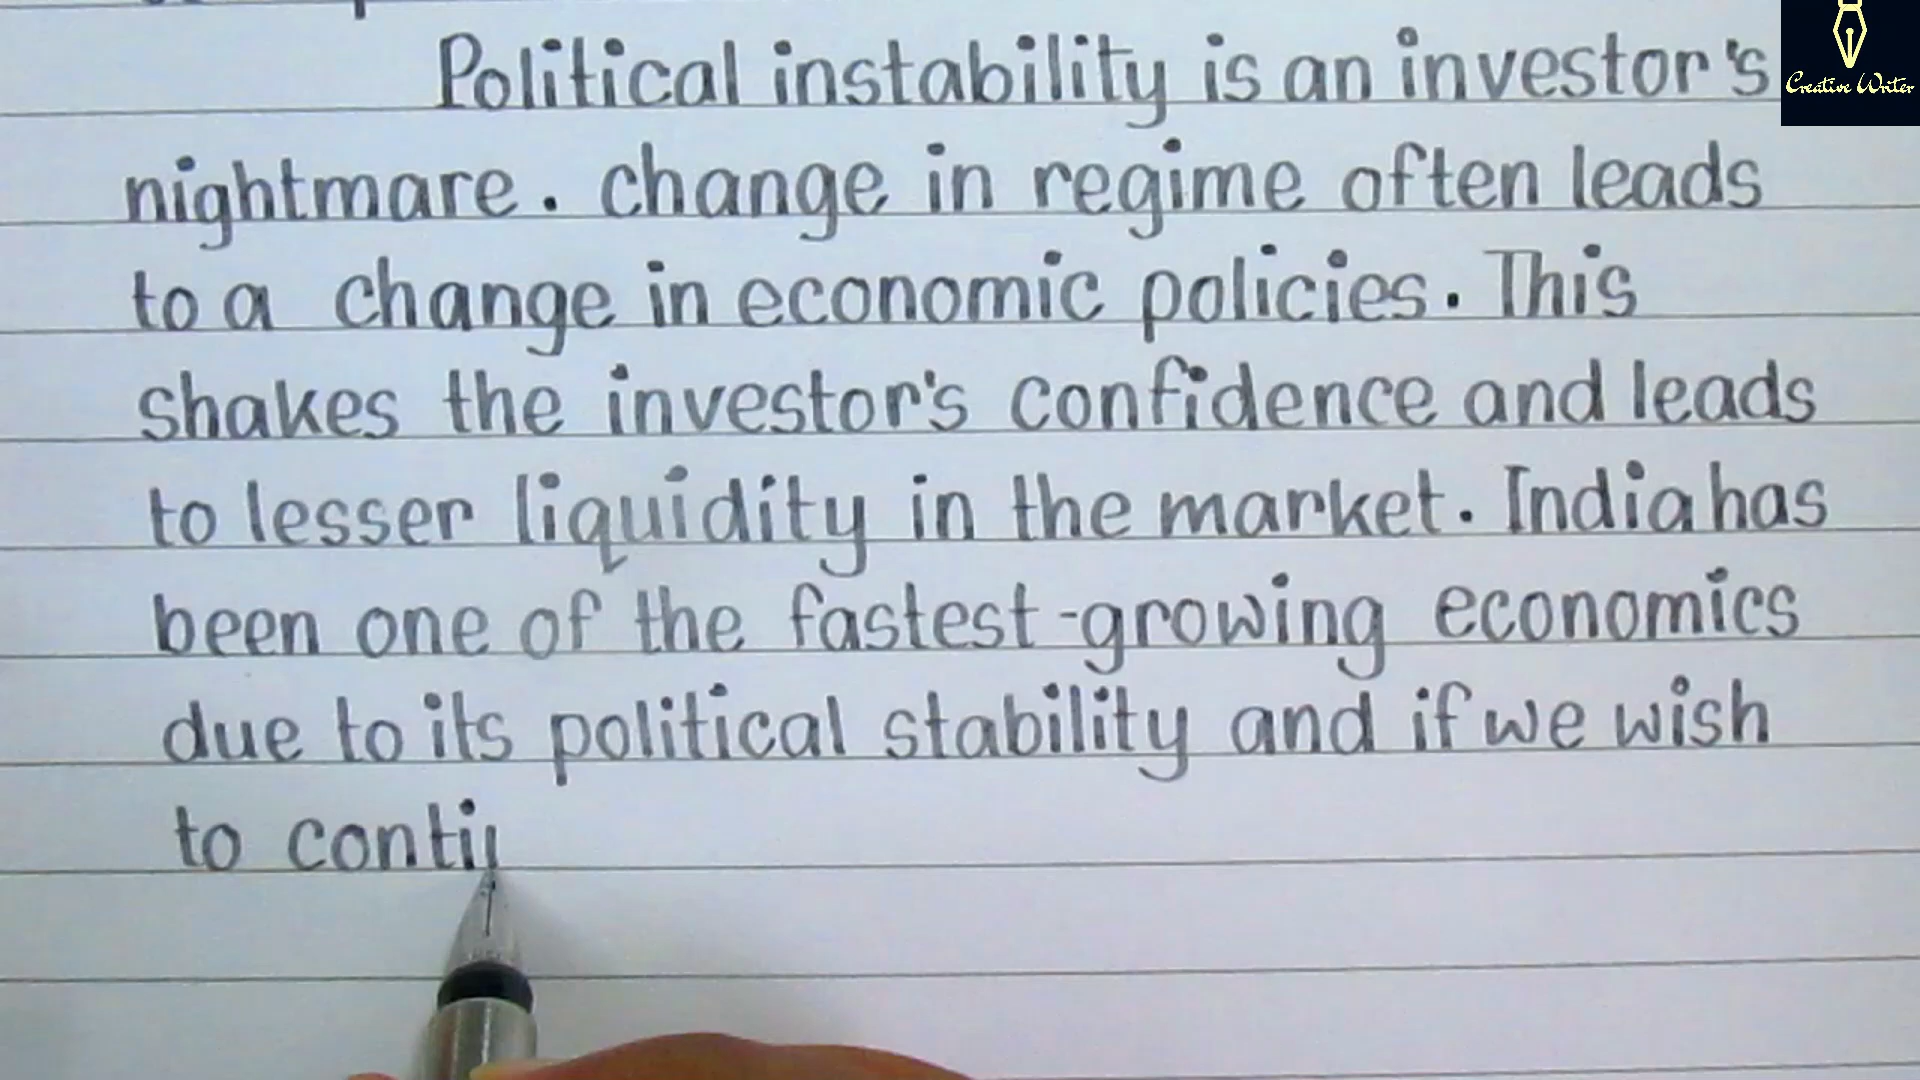 Political instability is an investor's
Creative Writer
nightmare. change in regime often leads
to a change in economic policies. This
shakes the investor's confidence and leads
to lesser liquidity in the market. India has
been one of the fastest-growing economics
due to its political stability and if we wish
to conti